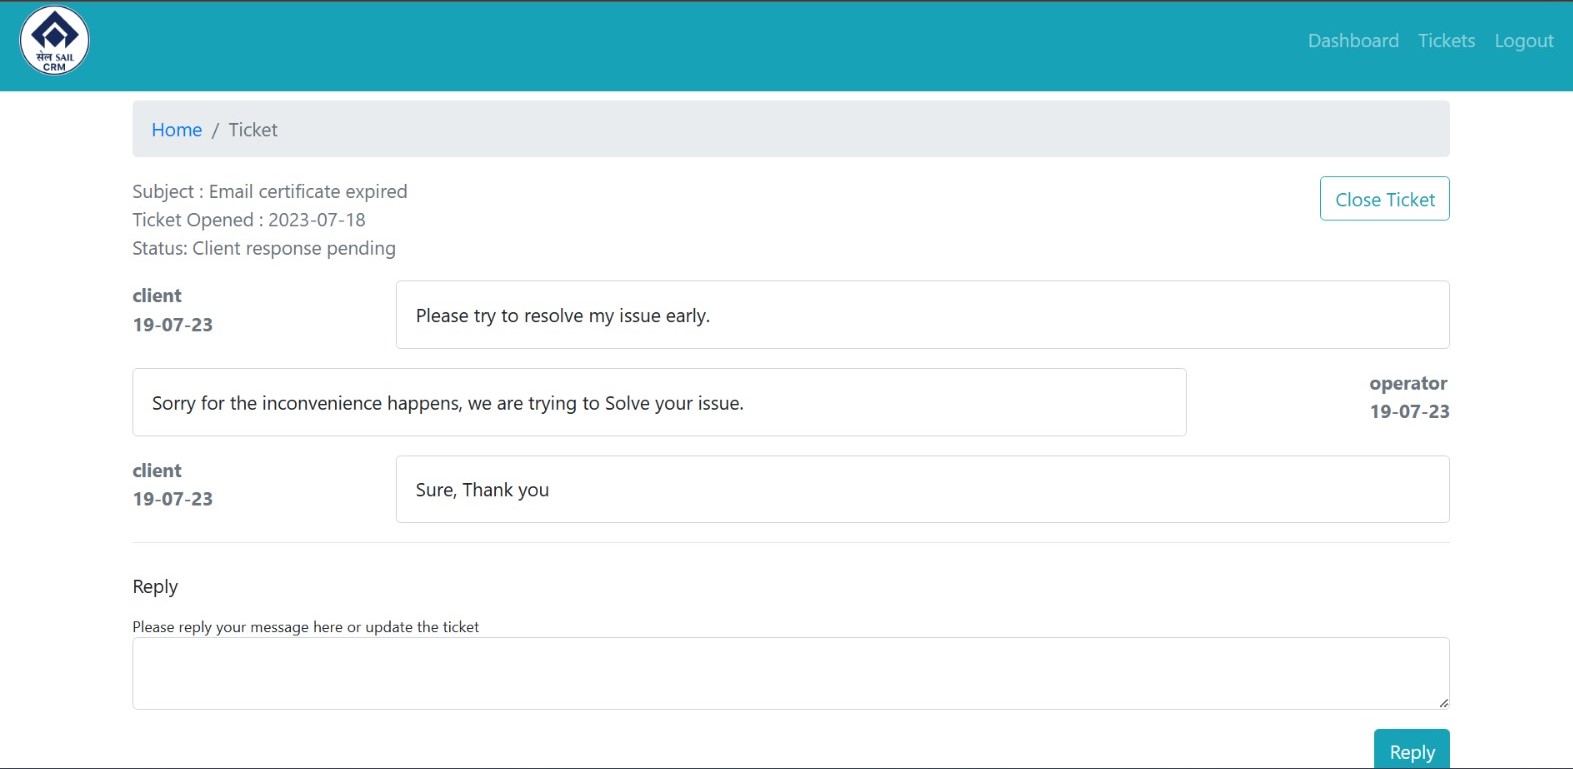 सेल SAIL
CRM
Dashboard Tickets Logout
Home / Ticket
Subject : Email certificate expired
Close Ticket
Ticket Opened : 2023-07-18
Status: Client response pending
client
19-07-23
Please try to resolve my issue early.
Sorry for the inconvenience happens, we are trying to Solve your issue.
operator
19-07-23
client
19-07-23
Sure, Thank you
Reply
Please reply your message here or update the ticket
Reply